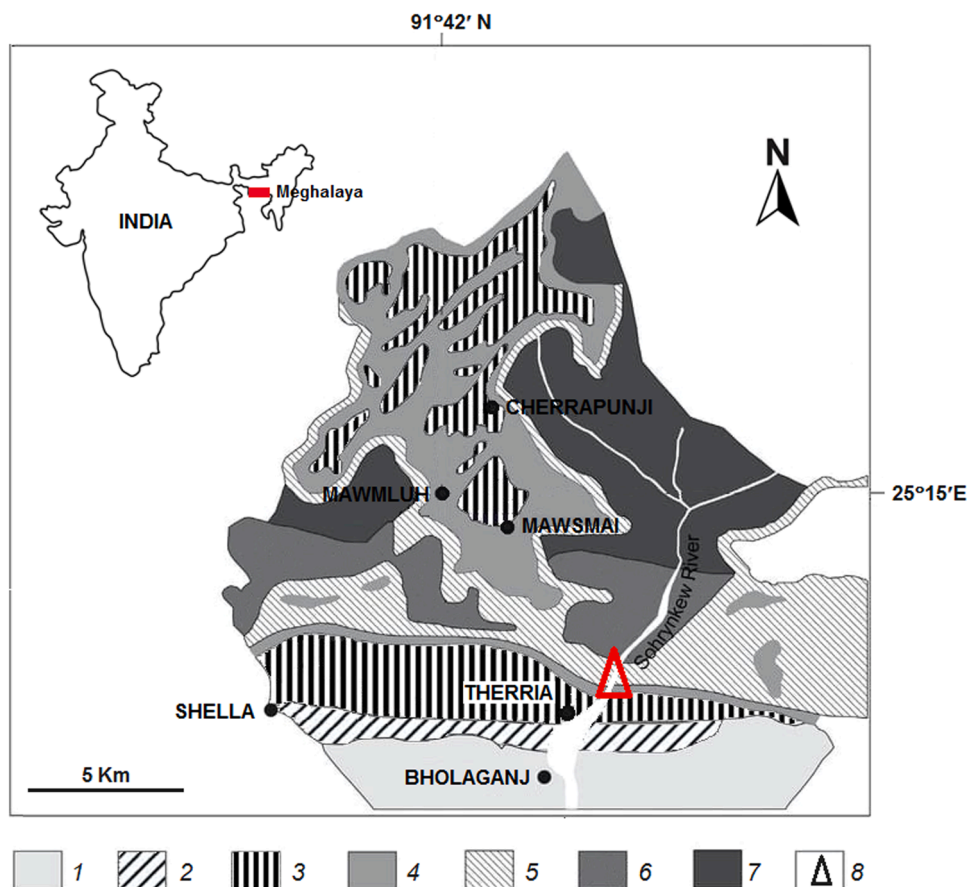 91°42′ N
N
Meghalaya
INDIA
CHERRAPUNJI
MAWMLUH
25°15′E
MAWSMAI
Sohrynkew River
THERRIA
SHELLA
BHOLAGANJ
5 Km
1 2 3 4 5 6 7 8